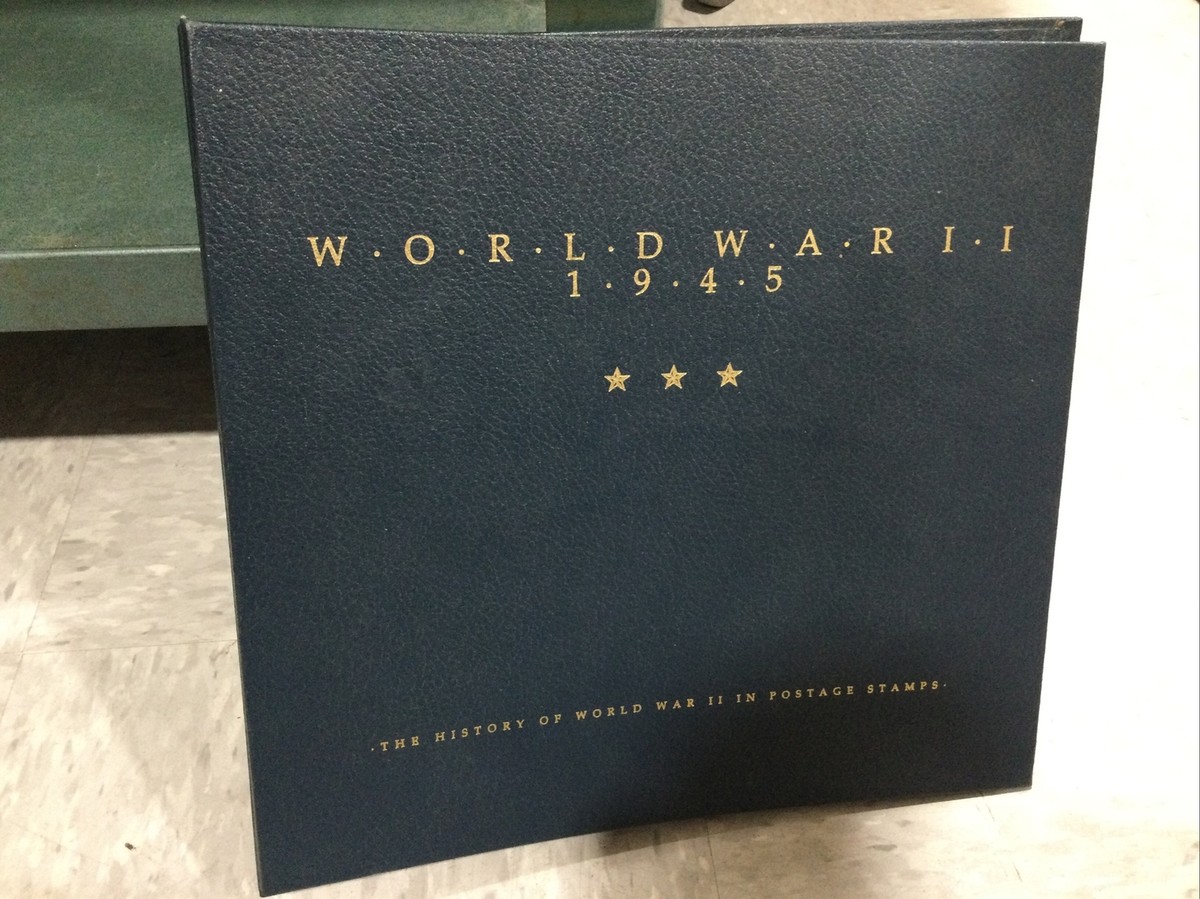 W·O·R·L·D W·A·R I·I
1·9·4·5
·THE HISTORY OF WORLD WAR II IN POSTAGE STAMPS·